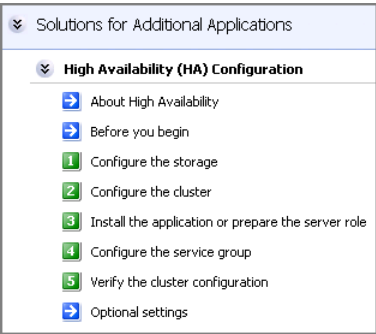 Solutions for Additional Applications
High Availability (HA) Configuration
About High Availability
Before you begin
1 Configure the storage
2 Configure the cluster
3 Install the application or prepare the server role
4 Configure the service group
5 Verify the cluster configuration
Optional settings